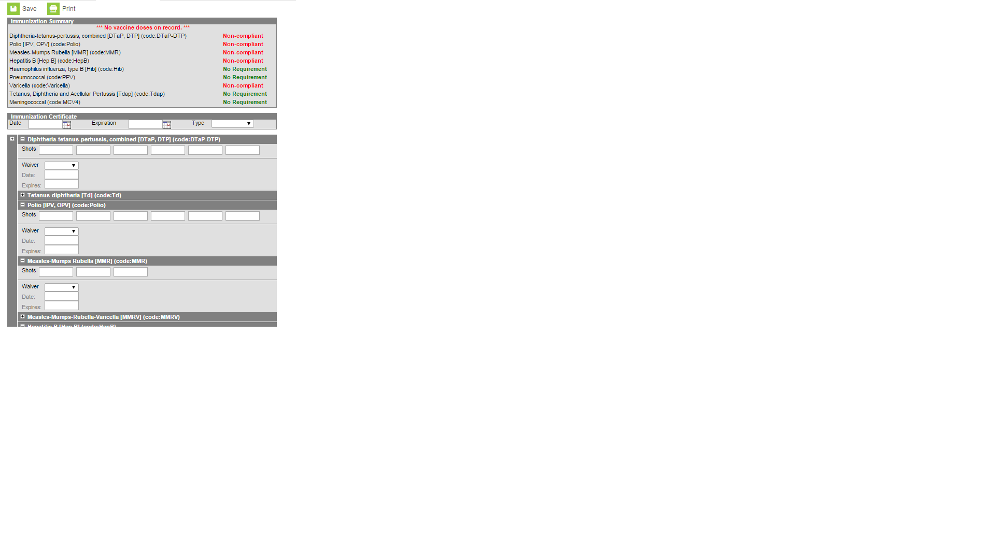 Save Print
Immunization Summary
*** No vaccine doses on record. ***
Diphtheria-tetanus-pertussis, combined [DTaP, DTP] (code:DTaP-DTP) Non-compliant
Polio [IPV, OPV] (code:Polio) Non-compliant
Measles-Mumps Rubella [MMR] (code:MMR) Non-compliant
Hepatitis B [Hep B] (code:HepB) Non-compliant
Haemophilus influenza, type B [Hib] (code:Hib) No Requirement
Pneumococcal (code:PPV) No Requirement
Varicella (code:Varicella) Non-compliant
Tetanus, Diphtheria and Acellular Pertussis [Tdap] (code:Tdap) No Requirement
Meningococcal (code:MCV4) No Requirement
Immunization Certificate
Date Expiration Type
Diphtheria-tetanus-pertussis, combined [DTaP, DTP] (code:DTaP-DTP)
Shots
Waiver
Date:
Expires:
Tetanus-diphtheria [Td] (code:Td)
Polio [IPV, OPV] (code:Polio)
Shots
Waiver
Date:
Expires:
Measles-Mumps Rubella [MMR] (code:MMR)
Shots
Waiver
Date:
Expires:
Measles-Mumps-Rubella-Varicella [MMRV] (code:MMRV)
Hepatitis B [Hep B] (code:HepB)